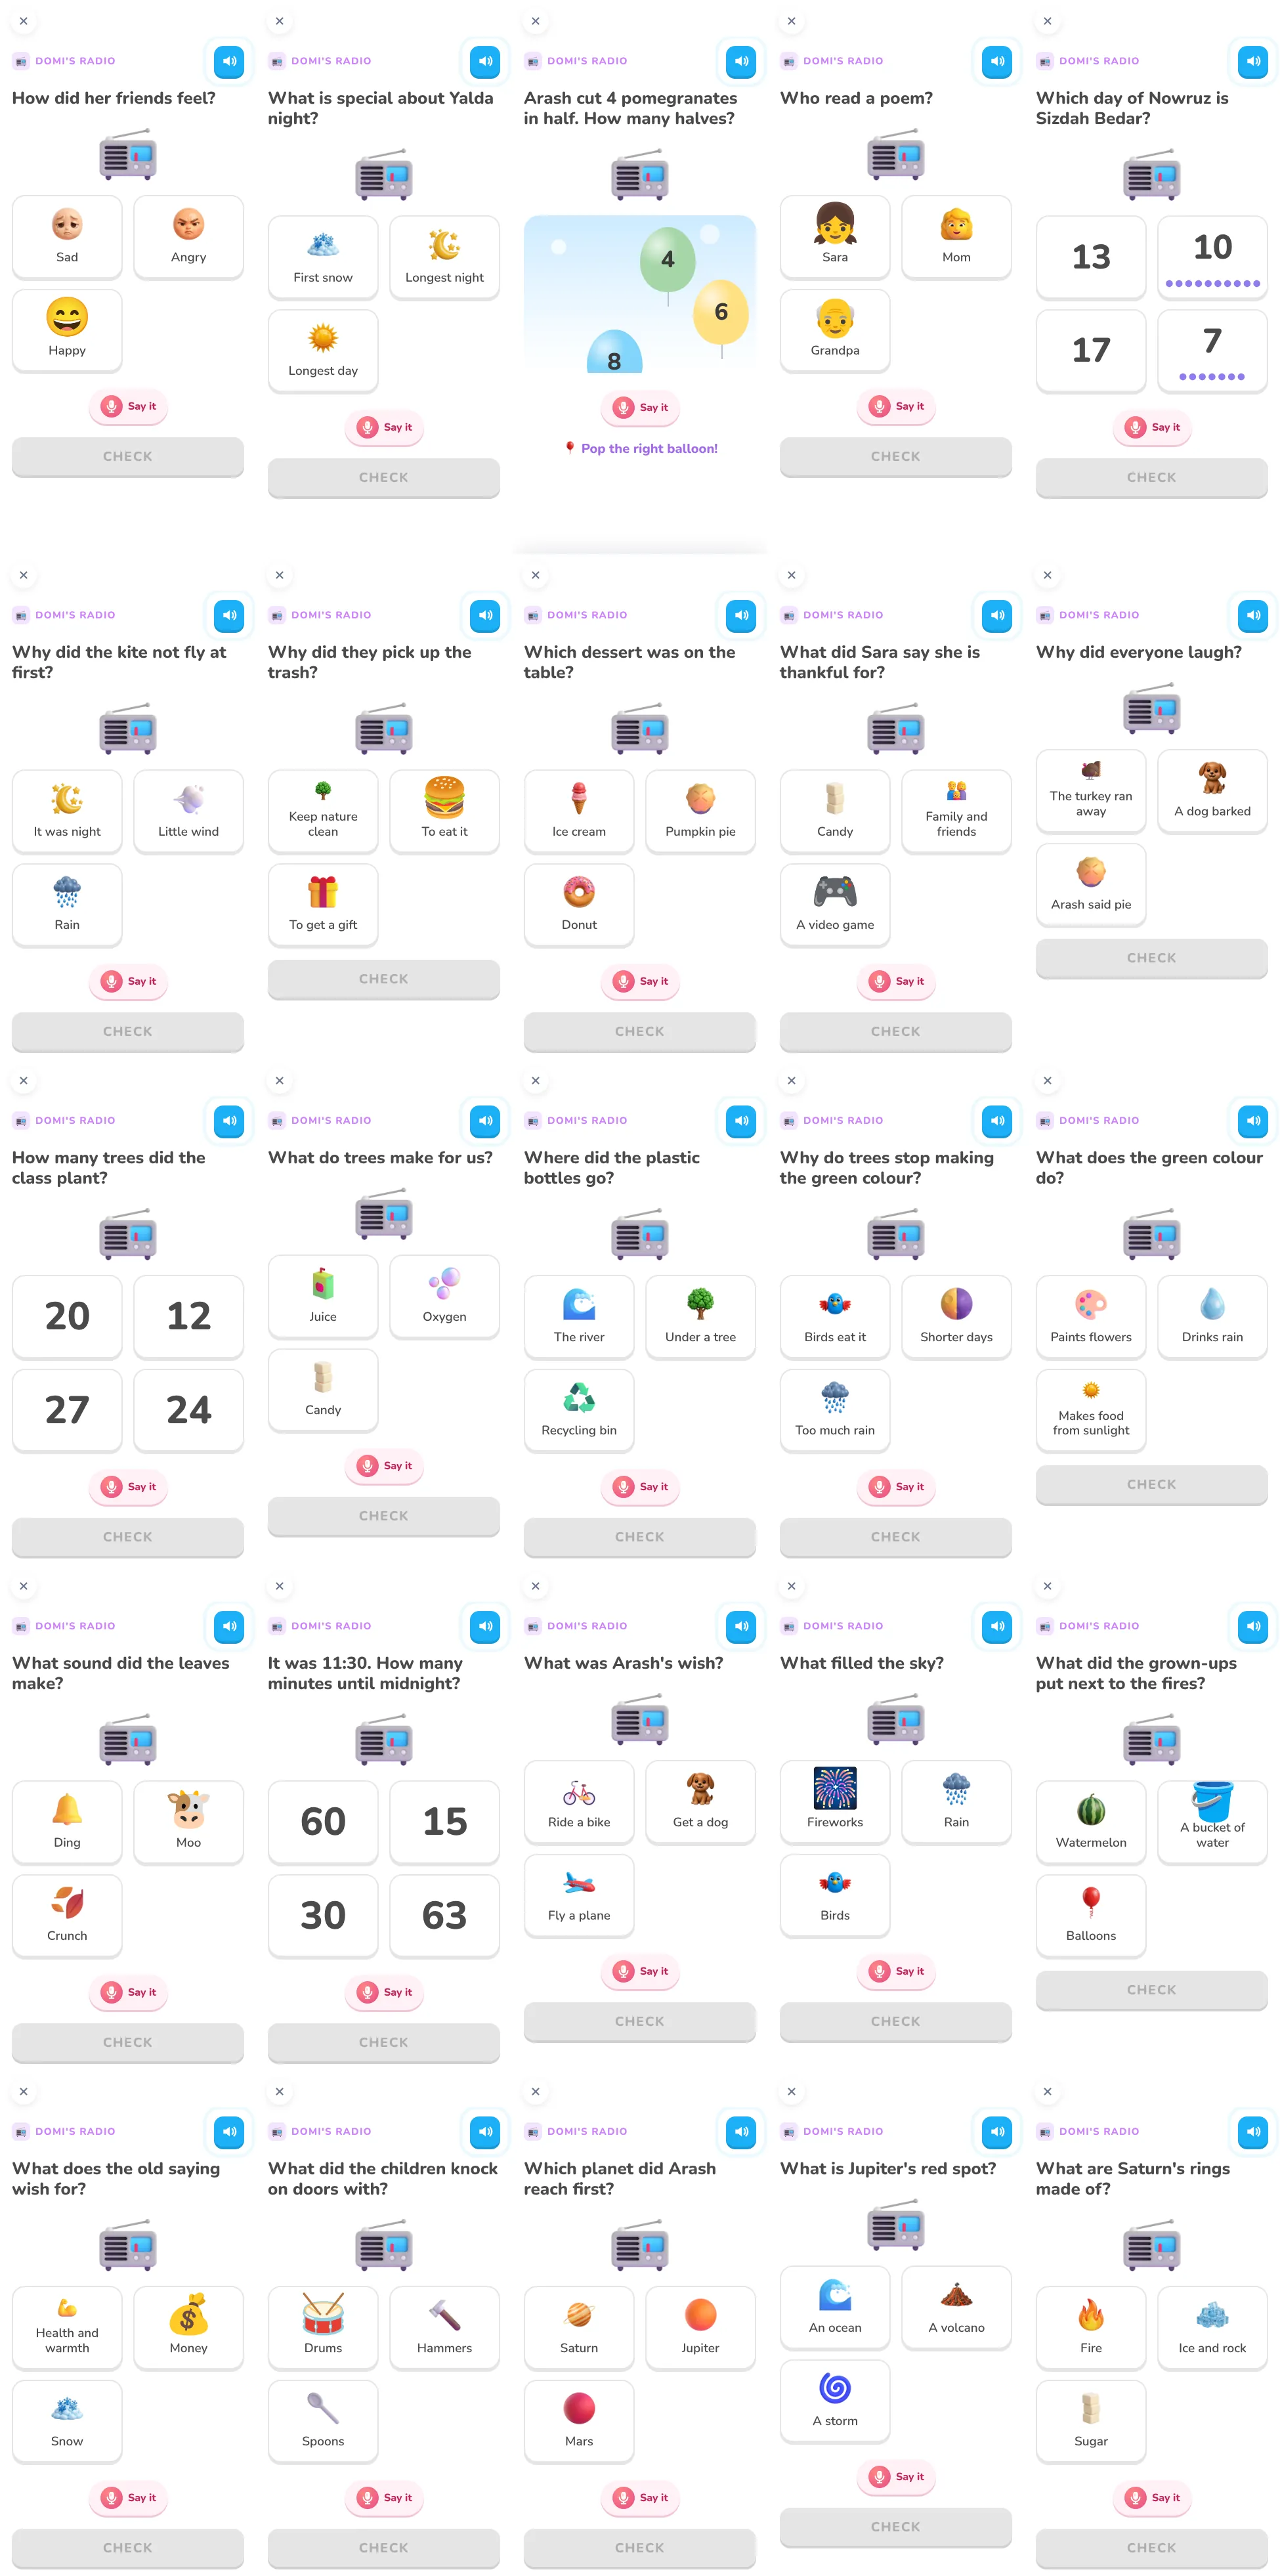 DOMI'S RADIO
How did her friends feel?
Sad
Angry
Happy
Say it
CHECK
DOMI'S RADIO
What is special about Yalda
night?
First snow
Longest night
Longest day
Say it
CHECK
DOMI'S RADIO
Arash cut 4 pomegranates
in half. How many halves?
4
6
8
Say it
Pop the right balloon!
DOMI'S RADIO
Who read a poem?
Sara
Mom
Grandpa
Say it
CHECK
DOMI'S RADIO
Which day of Nowruz is
Sizdah Bedar?
13
10
17
7
Say it
CHECK
DOMI'S RADIO
Why did the kite not fly at
first?
It was night
Little wind
Rain
Say it
CHECK
DOMI'S RADIO
Why did they pick up the
trash?
Keep nature
clean
To eat it
To get a gift
CHECK
DOMI'S RADIO
Which dessert was on the
table?
Ice cream
Pumpkin pie
Donut
Say it
CHECK
DOMI'S RADIO
What did Sara say she is
thankful for?
Candy
Family and
friends
A video game
Say it
CHECK
DOMI'S RADIO
Why did everyone laugh?
The turkey ran
away
A dog barked
Arash said pie
CHECK
DOMI'S RADIO
How many trees did the
class plant?
20
12
27
24
Say it
CHECK
DOMI'S RADIO
What do trees make for us?
Juice
Oxygen
Candy
Say it
CHECK
DOMI'S RADIO
Where did the plastic
bottles go?
The river
Under a tree
Recycling bin
Say it
CHECK
DOMI'S RADIO
Why do trees stop making
the green colour?
Birds eat it
Shorter days
Too much rain
Say it
CHECK
DOMI'S RADIO
What does the green colour
do?
Paints flowers
Drinks rain
Makes food
from sunlight
CHECK
DOMI'S RADIO
What sound did the leaves
make?
Ding
Moo
Crunch
Say it
CHECK
DOMI'S RADIO
It was 11:30. How many
minutes until midnight?
60
15
30
63
Say it
CHECK
DOMI'S RADIO
What was Arash's wish?
Ride a bike
Get a dog
Fly a plane
Say it
CHECK
DOMI'S RADIO
What filled the sky?
Fireworks
Rain
Birds
Say it
CHECK
DOMI'S RADIO
What did the grown-ups
put next to the fires?
Watermelon
A bucket of
water
Balloons
CHECK
DOMI'S RADIO
What does the old saying
wish for?
Health and
warmth
Money
Snow
Say it
CHECK
DOMI'S RADIO
What did the children knock
on doors with?
Drums
Hammers
Spoons
Say it
CHECK
DOMI'S RADIO
Which planet did Arash
reach first?
Saturn
Jupiter
Mars
Say it
CHECK
DOMI'S RADIO
What is Jupiter's red spot?
An ocean
A volcano
A storm
Say it
CHECK
DOMI'S RADIO
What are Saturn's rings
made of?
Fire
Ice and rock
Sugar
Say it
CHECK